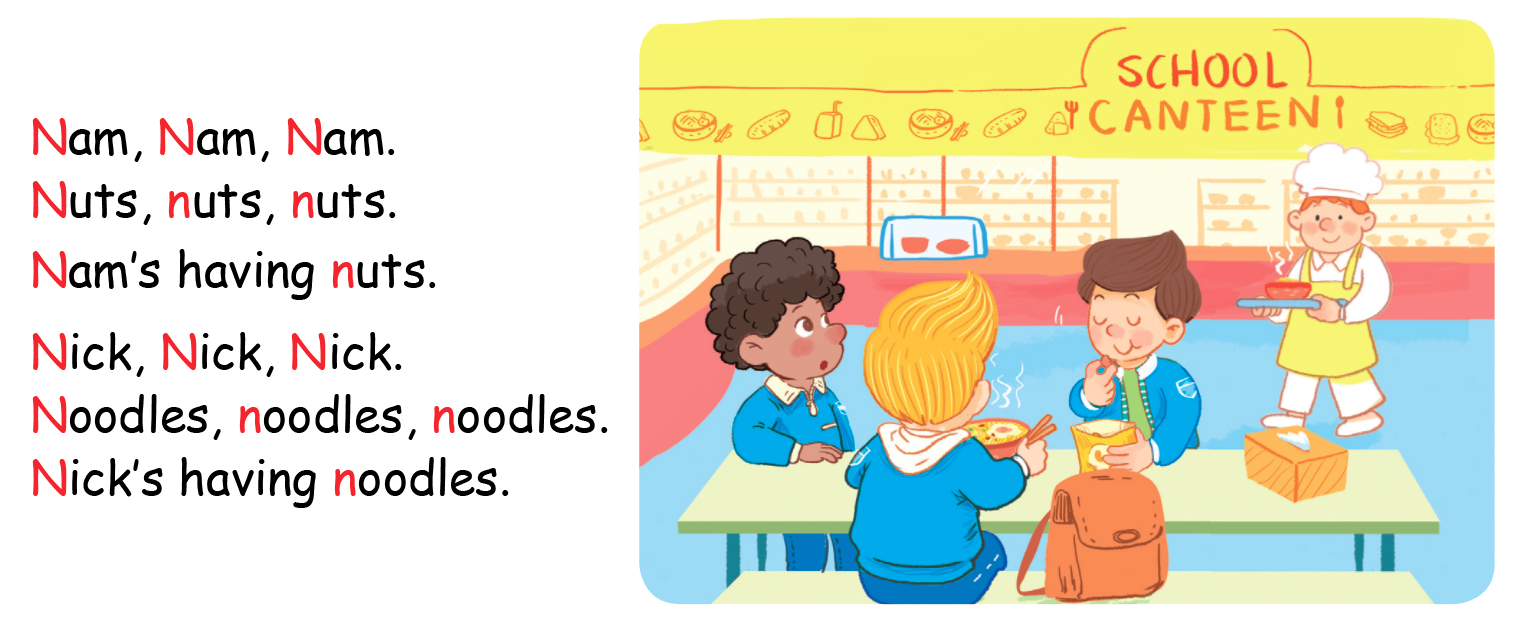 Nam, Nam, Nam.
Nuts, nuts, nuts.
Nam's having nuts.
Nick, Nick, Nick.
Noodles, noodles, noodles.
Nick's having noodles.
SCHOOL
CANTEEN